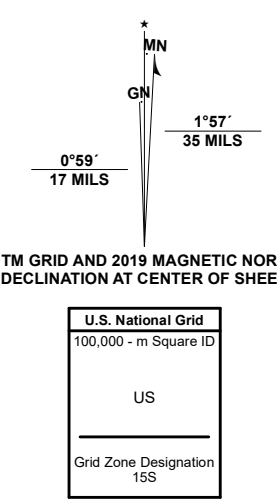 ★
MN
GN
1°57´
35 MILS
0°59´
17 MILS
TM GRID AND 2019 MAGNETIC NOR
DECLINATION AT CENTER OF SHEE
U.S. National Grid
100,000 - m Square ID
US
Grid Zone Designation
15S